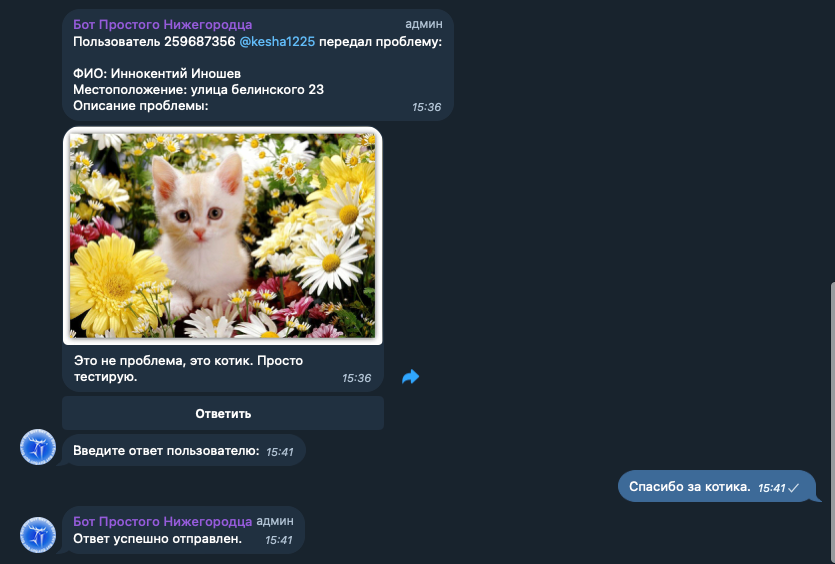 Бот Простого Нижегородца админ
Пользователь 259687356 @kesha1225 передал проблему:
ФИО: Иннокентий Иношев
Местоположение: улица белинского 23
Описание проблемы: 15:36
Это не проблема, это котик. Просто
тестирую. 15:36
Ответить
Введите ответ пользователю: 15:41
Спасибо за котика. 15:41
Бот Простого Нижегородца админ
Ответ успешно отправлен. 15:41